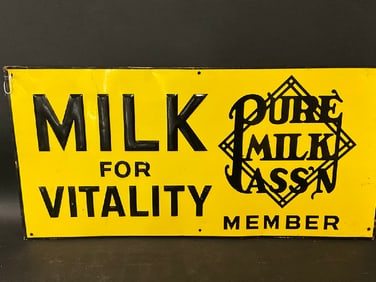 MILK
FOR
VITALITY
PURE
MILK
ASS'N
MEMBER